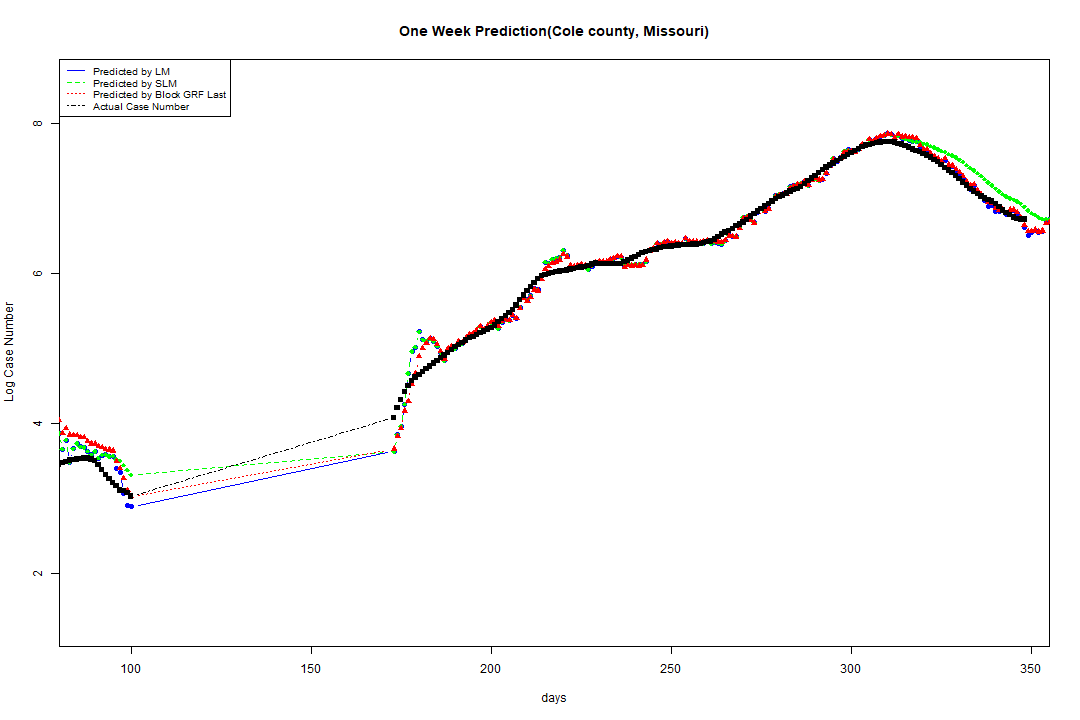 One Week Prediction(Cole county, Missouri)
Predicted by LM
Predicted by SLM
Predicted by Block GRF Last
Actual Case Number
8
6
4
2
Log Case Number
100 150 200 250 300 350
days